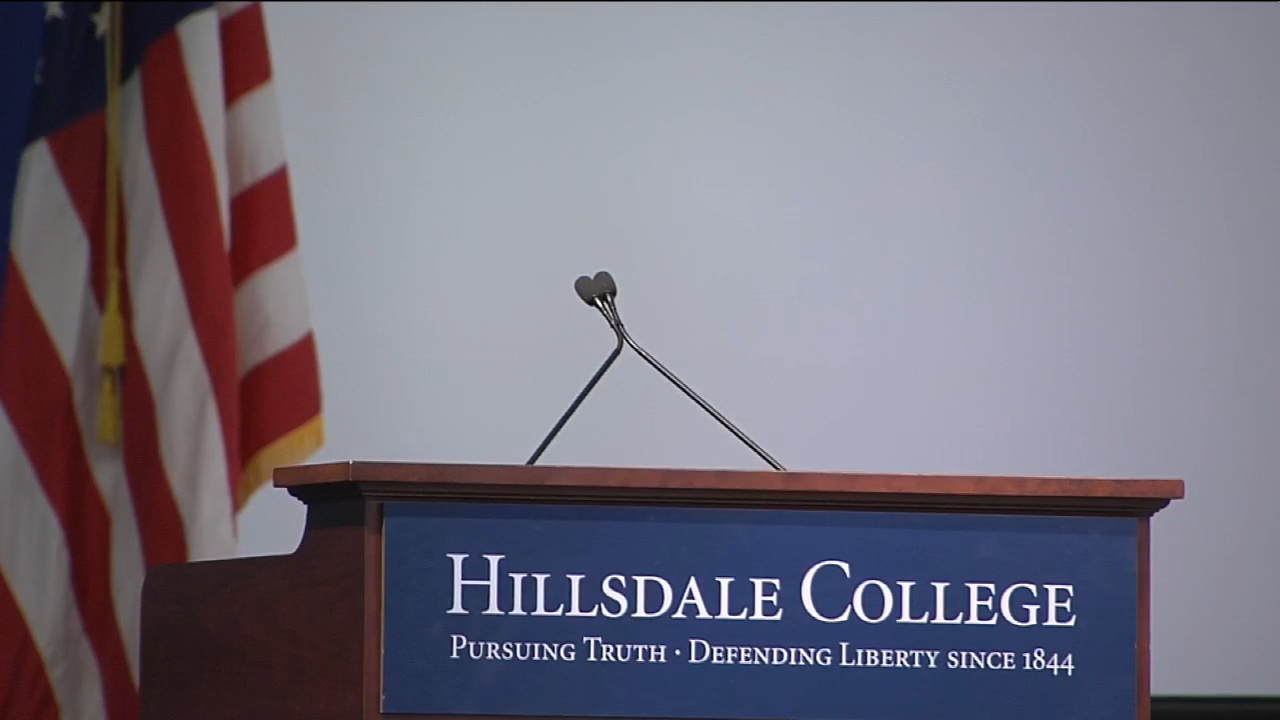 HILLSDALE COLLEGE
PURSUING TRUTH · DEFENDING LIBERTY SINCE 1844